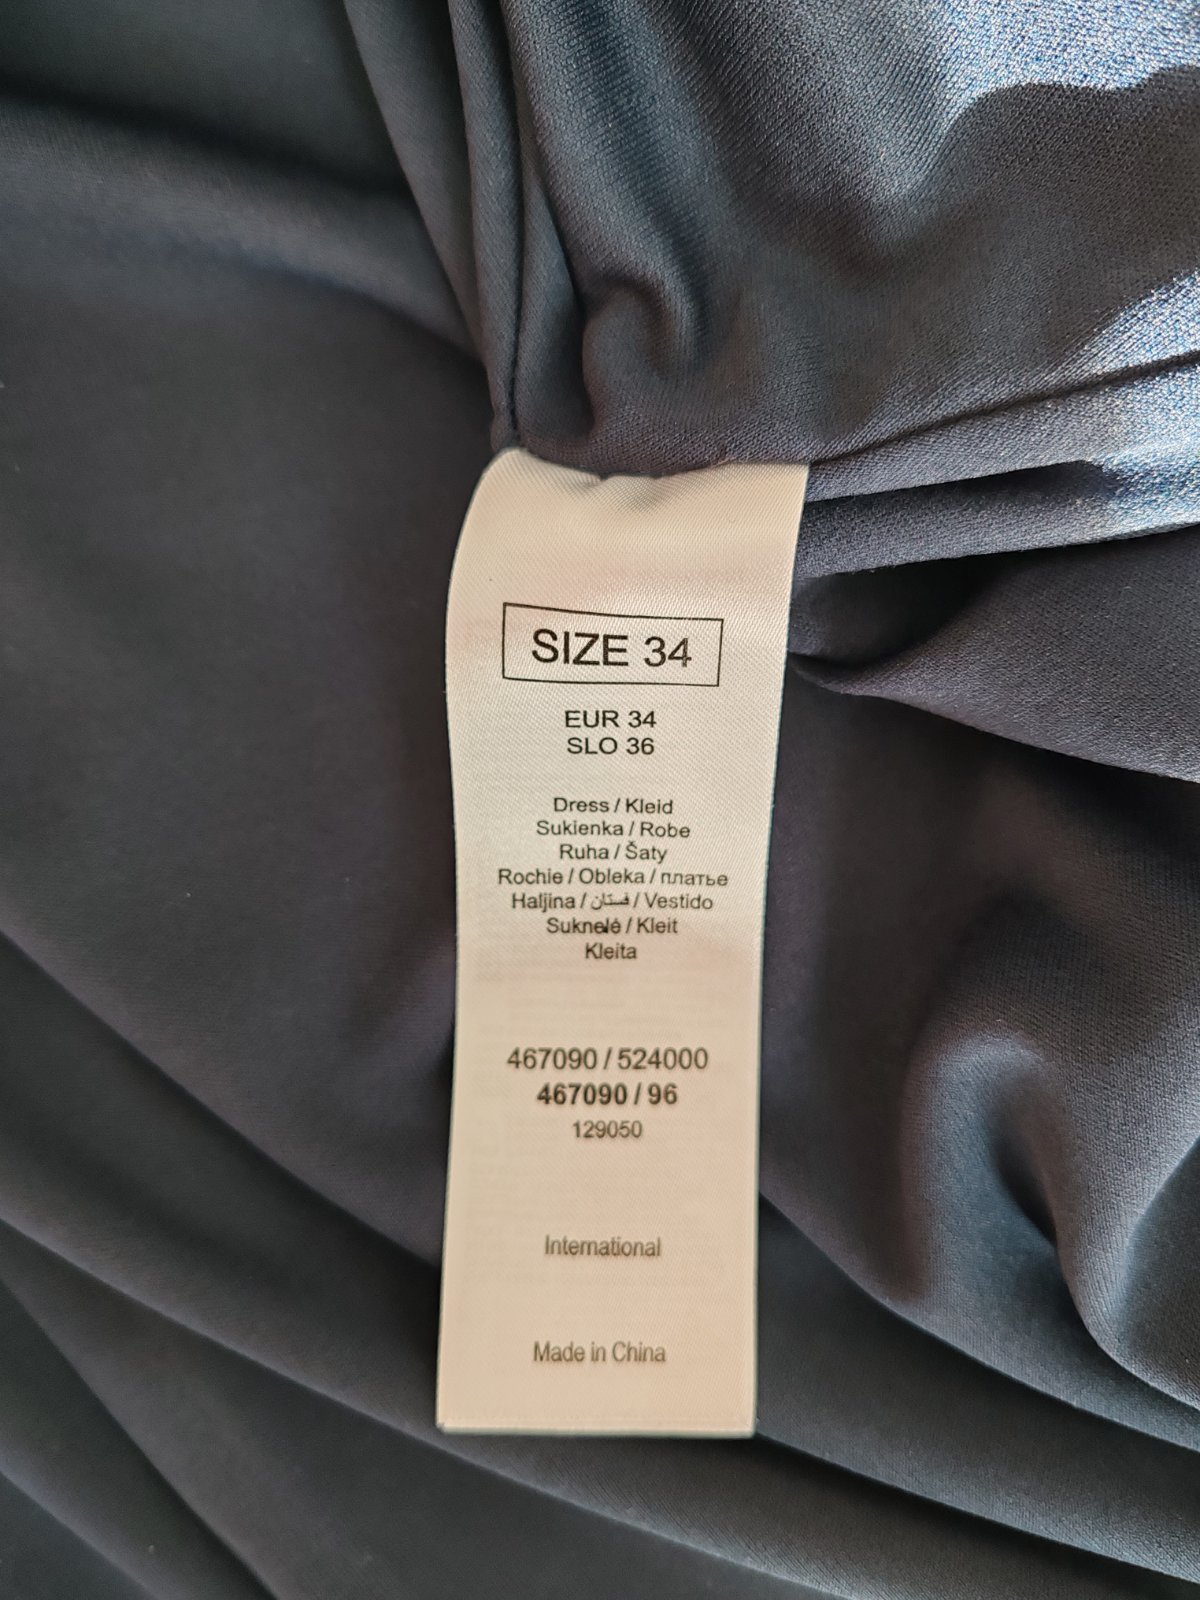 SIZE 34
EUR 34
SLO 36
Dress / Kleid
Sukienka / Robe
Ruha / Šaty
Rochie / Obleka / платье
Haljina / فستان / Vestido
Suknelė / Kleit
Kleita
467090 / 524000
467090 / 96
129050
International
Made in China